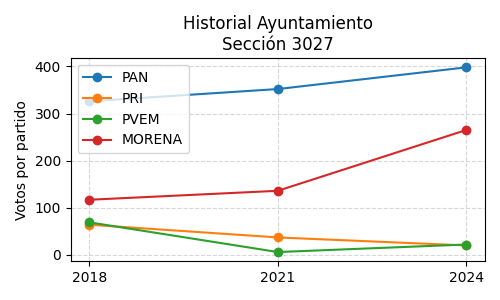 Historial Ayuntamiento
Sección 3027
Votos por partido
400
300
200
100
0
PAN
PRI
PVEM
MORENA
2018
2021
2024